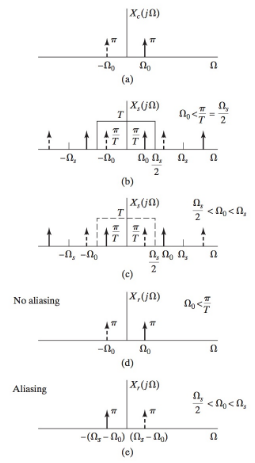 X_c(jΩ)
π π
−Ω₀ Ω₀ Ω
(a)
X_s(jΩ)
Ω₀ < π/T = Ω_s/2
T
π/T π/T
−Ω_s −Ω₀ Ω₀ Ω_s/2 Ω_s Ω
(b)
X_s(jΩ)
Ω_s/2 < Ω₀ < Ω_s
T
π/T π/T
−Ω_s −Ω₀ Ω_s/2 Ω₀ Ω_s Ω
(c)
No aliasing
X_r(jΩ)
Ω₀ < π/T
π π
−Ω₀ Ω₀ Ω
(d)
Aliasing
X_r(jΩ)
Ω_s/2 < Ω₀ < Ω_s
π π
−(Ω_s − Ω₀) (Ω_s − Ω₀) Ω
(e)